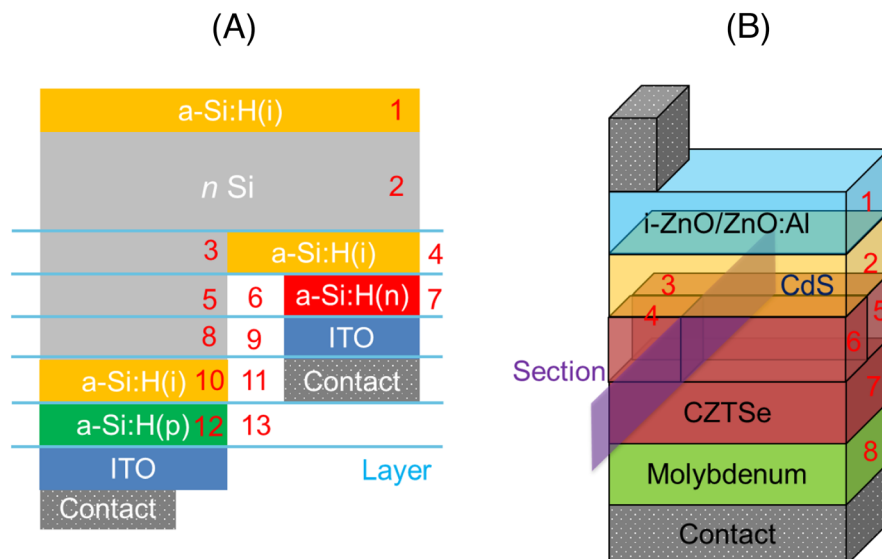 (A)
(B)
a-Si:H(i) 1
n Si 2
3 a-Si:H(i) 4
5 6 a-Si:H(n) 7
8 9 ITO
a-Si:H(i) 10 11 Contact
a-Si:H(p) 12 13
ITO Layer
Contact
1
i-ZnO/ZnO:Al
2
3 CdS
4 5
6
Section
7
CZTSe
8
Molybdenum
Contact